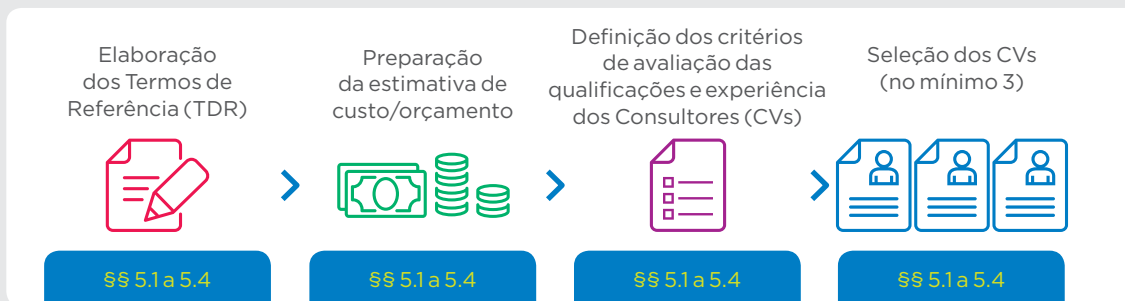 Elaboração
dos Termos de
Referência (TDR)
Preparação
da estimativa de
custo/orçamento
Definição dos critérios
de avaliação das
qualificações e experiência
dos Consultores (CVs)
Seleção dos CVs
(no mínimo 3)
§§ 5.1 a 5.4
§§ 5.1 a 5.4
§§ 5.1 a 5.4
§§ 5.1 a 5.4